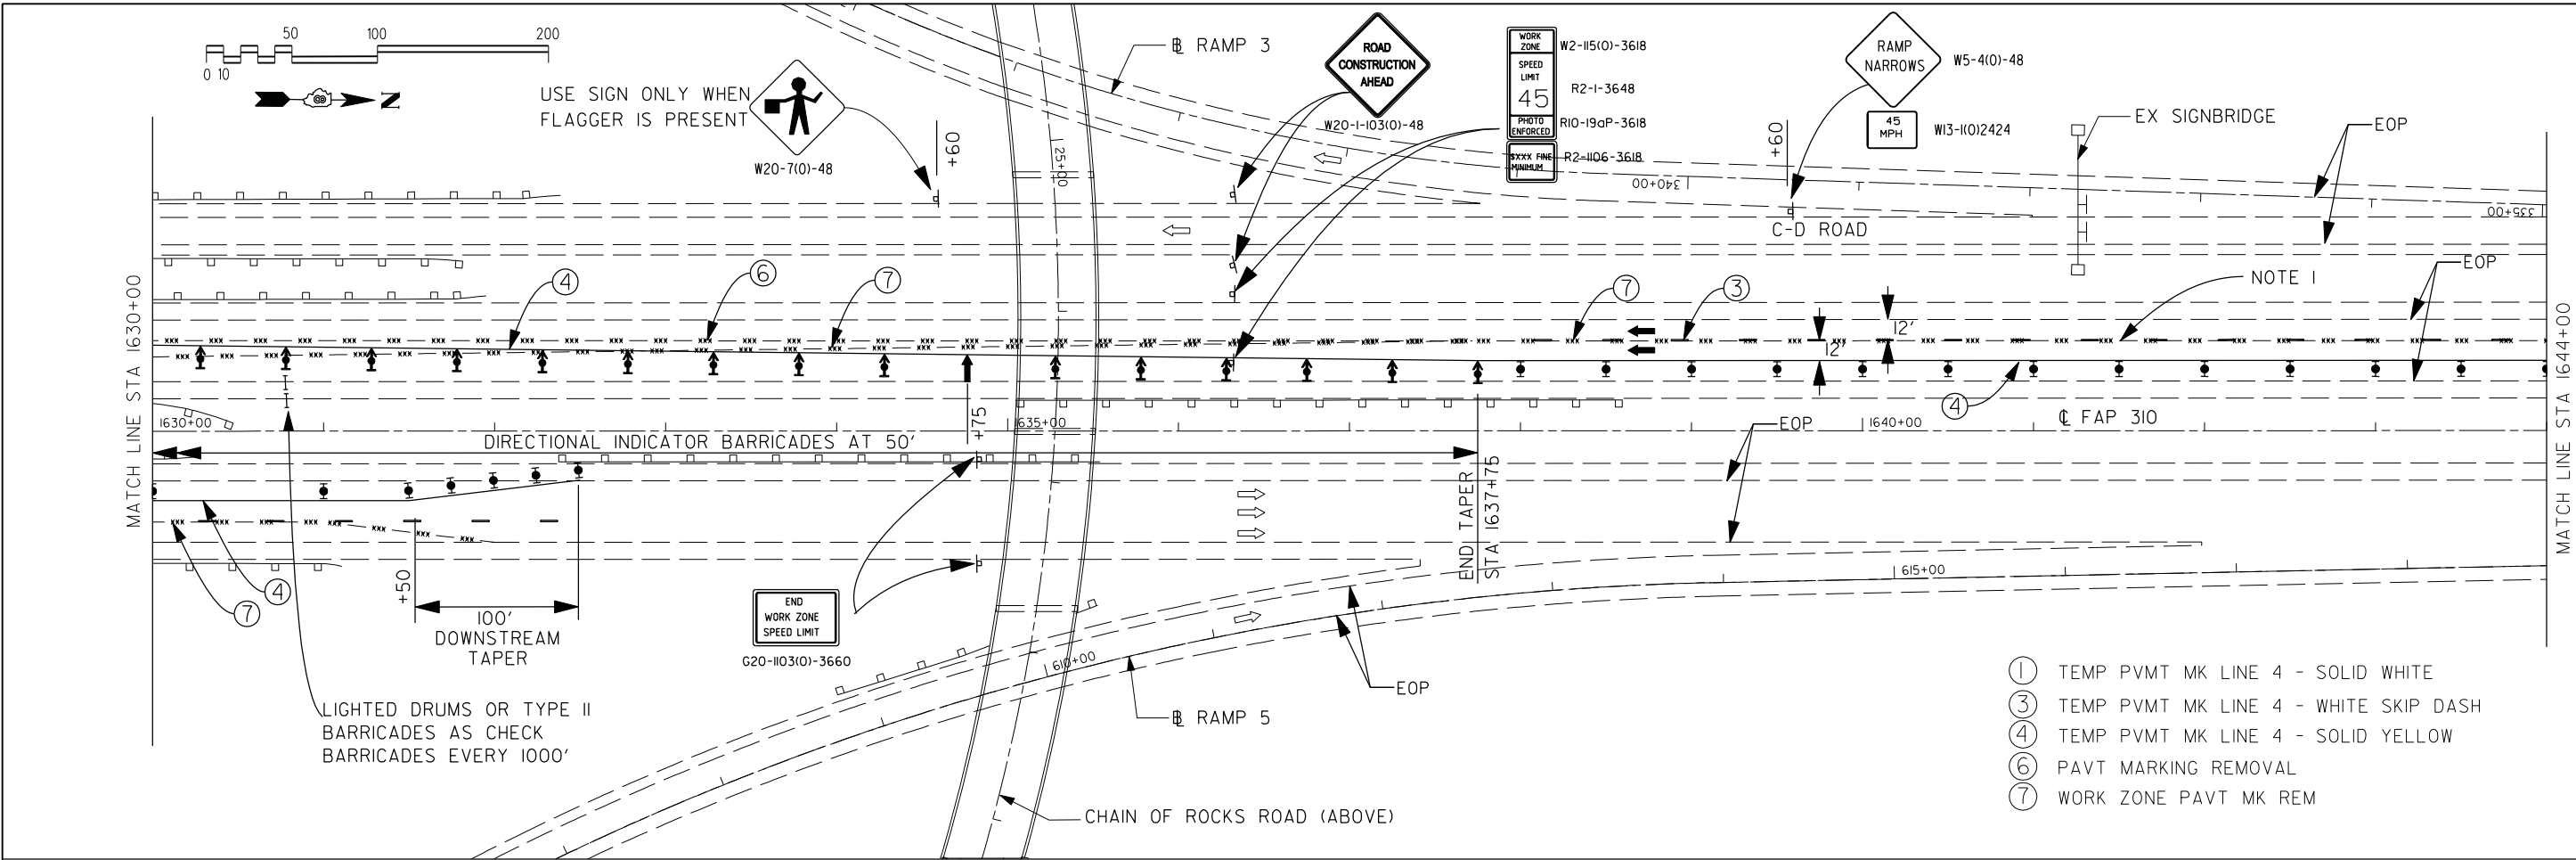 50
100
200
0 10
N
USE SIGN ONLY WHEN
FLAGGER IS PRESENT
W20-7(O)-48
+60
25+00
℄ RAMP 3
ROAD
CONSTRUCTION
AHEAD
W20-1-103(O)-48
WORK
ZONE
SPEED
LIMIT
45
PHOTO
ENFORCED
$XXX FINE
MINIMUM
W2-115(O)-3618
R2-1-3648
R10-19aP-3618
R2-1106-3618
RAMP
NARROWS
W5-4(O)-48
45
MPH
W13-1(O)2424
+60
EX SIGNBRIDGE
EOP
00+340
00+335
C-D ROAD
EOP
NOTE 1
MATCH LINE STA 1630+00
MATCH LINE STA 1644+00
4
6
7
7
3
12'
12'
4
1630+00
1635+00
1640+00
℄ FAP 310
DIRECTIONAL INDICATOR BARRICADES AT 50'
+75
EOP
END TAPER
STA 1637+75
+50
4
7
100'
DOWNSTREAM
TAPER
END
WORK ZONE
SPEED LIMIT
G20-1103(O)-3660
610+00
615+00
EOP
℄ RAMP 5
LIGHTED DRUMS OR TYPE II
BARRICADES AS CHECK
BARRICADES EVERY 1000'
CHAIN OF ROCKS ROAD (ABOVE)
1 TEMP PVMT MK LINE 4 - SOLID WHITE
3 TEMP PVMT MK LINE 4 - WHITE SKIP DASH
4 TEMP PVMT MK LINE 4 - SOLID YELLOW
6 PAVT MARKING REMOVAL
7 WORK ZONE PAVT MK REM